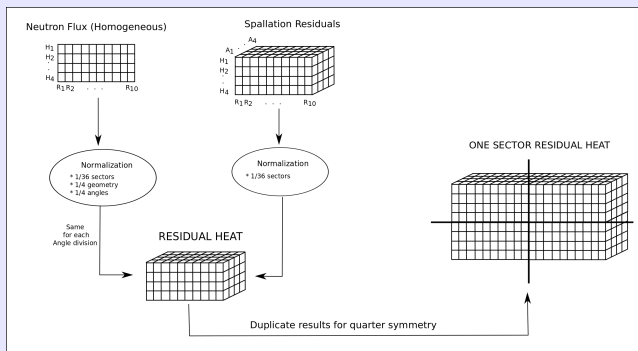 Neutron Flux (Homogeneous)
H1
H2
.
.
H4
R1 R2 . . . R10
Spallation Residuals
A4
.
.
A1
H1
H2
.
.
H4
R1 R2 . . . R10
Normalization
* 1/36 sectors
* 1/4 geometry
* 1/4 angles
Normalization
* 1/36 sectors
Same
for each
Angle division
RESIDUAL HEAT
ONE SECTOR RESIDUAL HEAT
Duplicate results for quarter symmetry